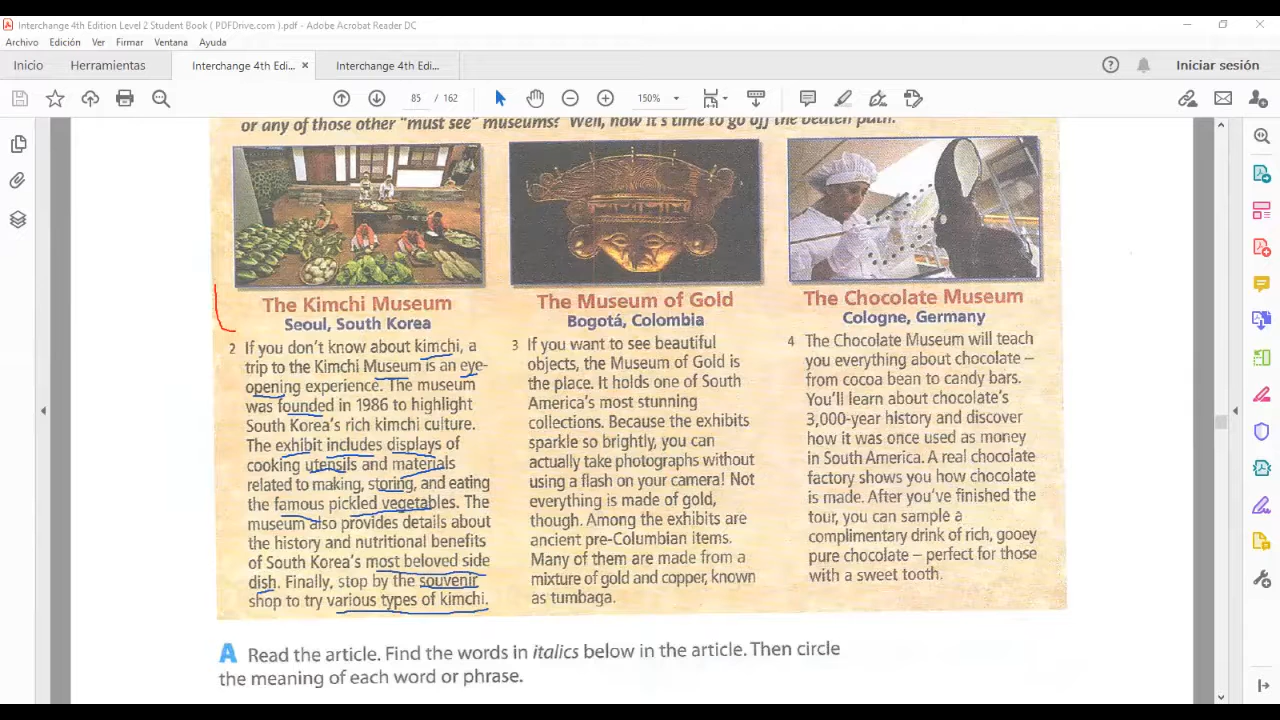 Interchange 4th Edition Level 2 Student Book ( PDFDrive.com ).pdf - Adobe Acrobat Reader DC
Archivo Edición Ver Firmar Ventana Ayuda
Inicio Herramientas Interchange 4th Edi... × Interchange 4th Edi... Iniciar sesión
85 / 162 150%
or any of those other "must see" museums? Well, now it's time to go off the beaten path.
The Kimchi Museum
Seoul, South Korea
2 If you don't know about kimchi, a
trip to the Kimchi Museum is an eye-
opening experience. The museum
was founded in 1986 to highlight
South Korea's rich kimchi culture.
The exhibit includes displays of
cooking utensils and materials
related to making, storing, and eating
the famous pickled vegetables. The
museum also provides details about
the history and nutritional benefits
of South Korea's most beloved side
dish. Finally, stop by the souvenir
shop to try various types of kimchi.
The Museum of Gold
Bogotá, Colombia
3 If you want to see beautiful
objects, the Museum of Gold is
the place. It holds one of South
America's most stunning
collections. Because the exhibits
sparkle so brightly, you can
actually take photographs without
using a flash on your camera! Not
everything is made of gold,
though. Among the exhibits are
ancient pre-Columbian items.
Many of them are made from a
mixture of gold and copper, known
as tumbaga.
The Chocolate Museum
Cologne, Germany
4 The Chocolate Museum will teach
you everything about chocolate –
from cocoa bean to candy bars.
You'll learn about chocolate's
3,000-year history and discover
how it was once used as money
in South America. A real chocolate
factory shows you how chocolate
is made. After you've finished the
tour, you can sample a
complimentary drink of rich, gooey
pure chocolate – perfect for those
with a sweet tooth.
A Read the article. Find the words in italics below in the article. Then circle
the meaning of each word or phrase.